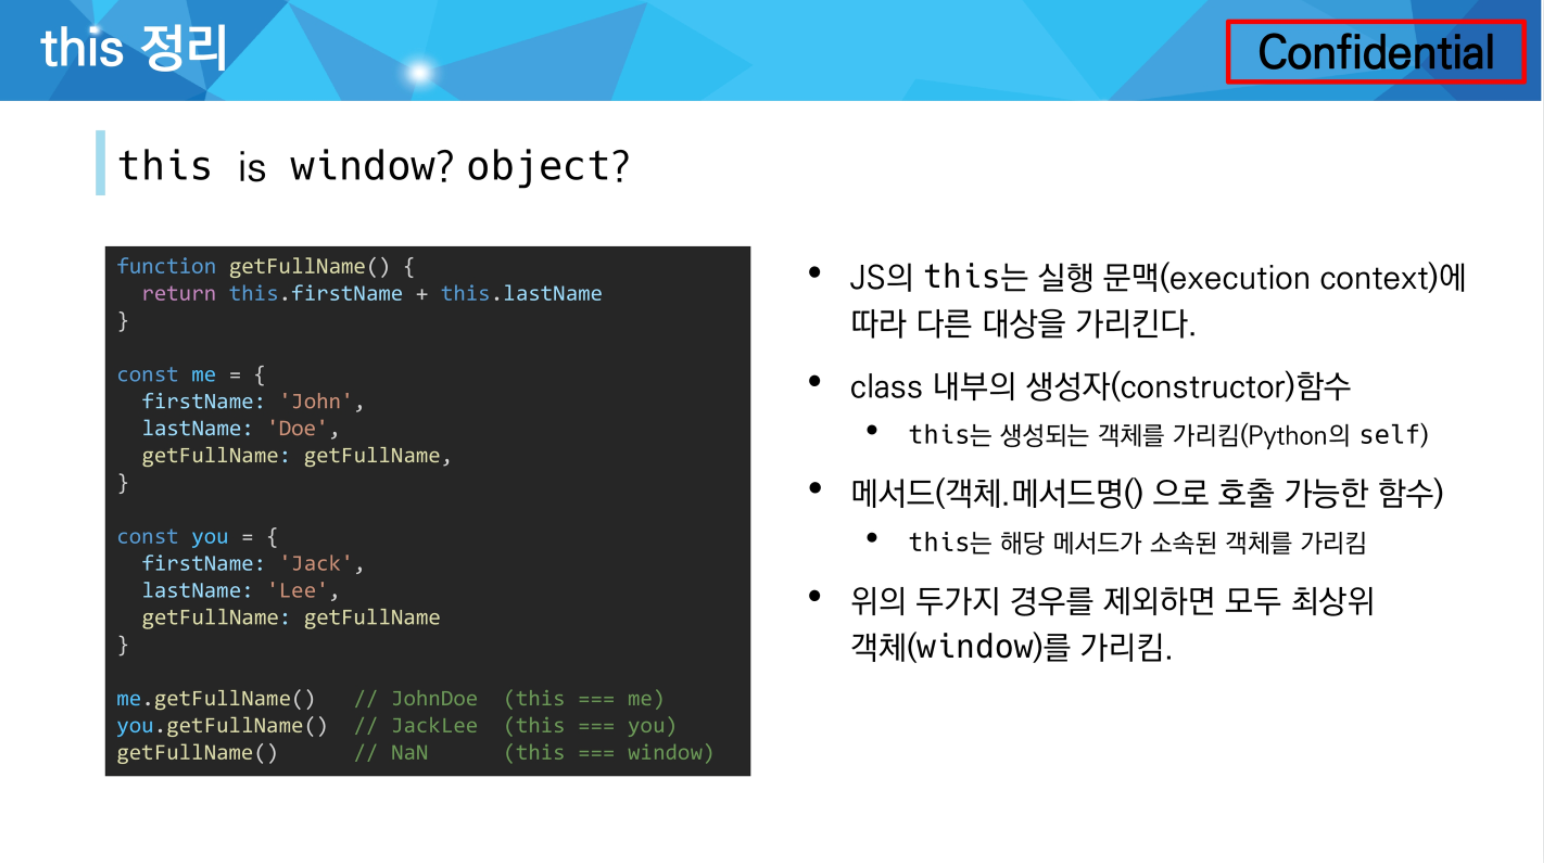 this 정리
Confidential
this is window? object?
function getFullName() {
  return this.firstName + this.lastName
}
const me = {
  firstName: 'John',
  lastName: 'Doe',
  getFullName: getFullName,
}
const you = {
  firstName: 'Jack',
  lastName: 'Lee',
  getFullName: getFullName
}
me.getFullName()   // JohnDoe  (this === me)
you.getFullName()  // JackLee  (this === you)
getFullName()      // NaN      (this === window)
• JS의 this는 실행 문맥(execution context)에
따라 다른 대상을 가리킨다.
• class 내부의 생성자(constructor)함수
• this는 생성되는 객체를 가리킴(Python의 self)
• 메서드(객체.메서드명() 으로 호출 가능한 함수)
• this는 해당 메서드가 소속된 객체를 가리킴
• 위의 두가지 경우를 제외하면 모두 최상위
객체(window)를 가리킴.